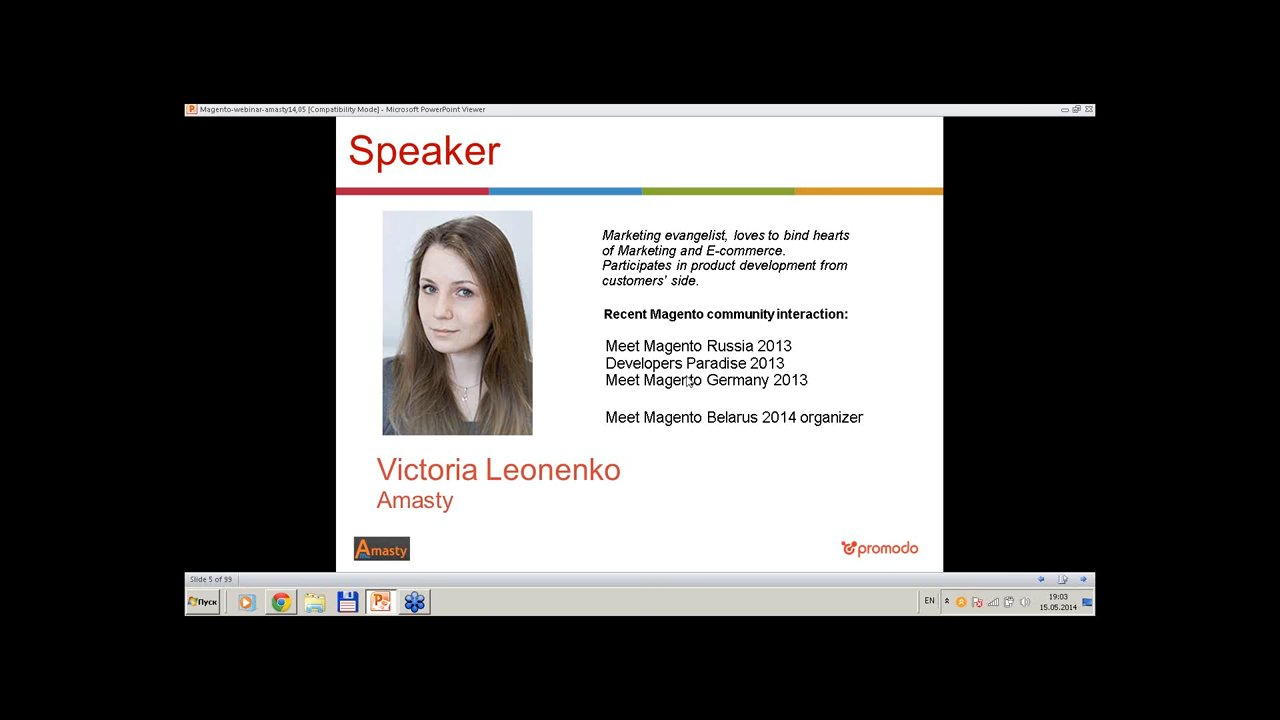 Magento-webinar-amasty14,05 [Compatibility Mode] - Microsoft PowerPoint Viewer
Speaker
Marketing evangelist, loves to bind hearts
of Marketing and E-commerce.
Participates in product development from
customers' side.
Recent Magento community interaction:
Meet Magento Russia 2013
Developers Paradise 2013
Meet Magento Germany 2013
Meet Magento Belarus 2014 organizer
Victoria Leonenko
Amasty
Amasty
promodo
Slide 5 of 99
Пуск
EN
19:03
15.05.2014